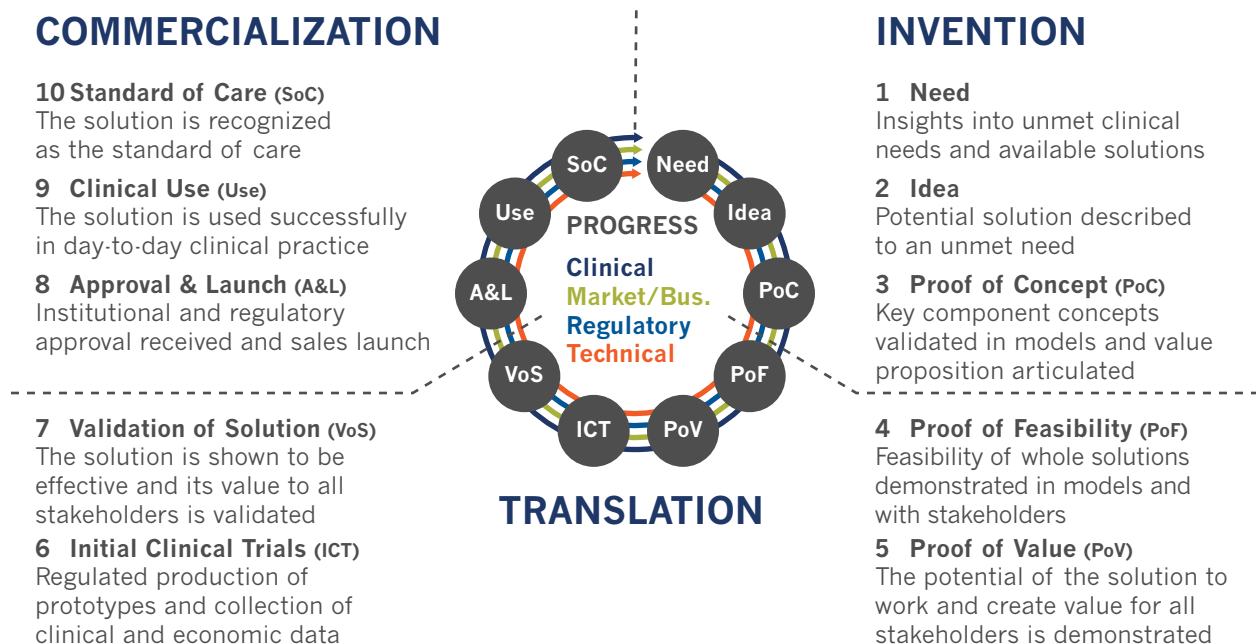 COMMERCIALIZATION
10 Standard of Care (SoC)
The solution is recognized
as the standard of care
9 Clinical Use (Use)
The solution is used successfully
in day-to-day clinical practice
8 Approval & Launch (A&L)
Institutional and regulatory
approval received and sales launch
7 Validation of Solution (VoS)
The solution is shown to be
effective and its value to all
stakeholders is validated
6 Initial Clinical Trials (ICT)
Regulated production of
prototypes and collection of
clinical and economic data
SoC
Need
Use
Idea
A&L
PoC
VoS
PoF
ICT
PoV
PROGRESS
Clinical
Market/Bus.
Regulatory
Technical
TRANSLATION
INVENTION
1 Need
Insights into unmet clinical
needs and available solutions
2 Idea
Potential solution described
to an unmet need
3 Proof of Concept (PoC)
Key component concepts
validated in models and value
proposition articulated
4 Proof of Feasibility (PoF)
Feasibility of whole solutions
demonstrated in models and
with stakeholders
5 Proof of Value (PoV)
The potential of the solution to
work and create value for all
stakeholders is demonstrated